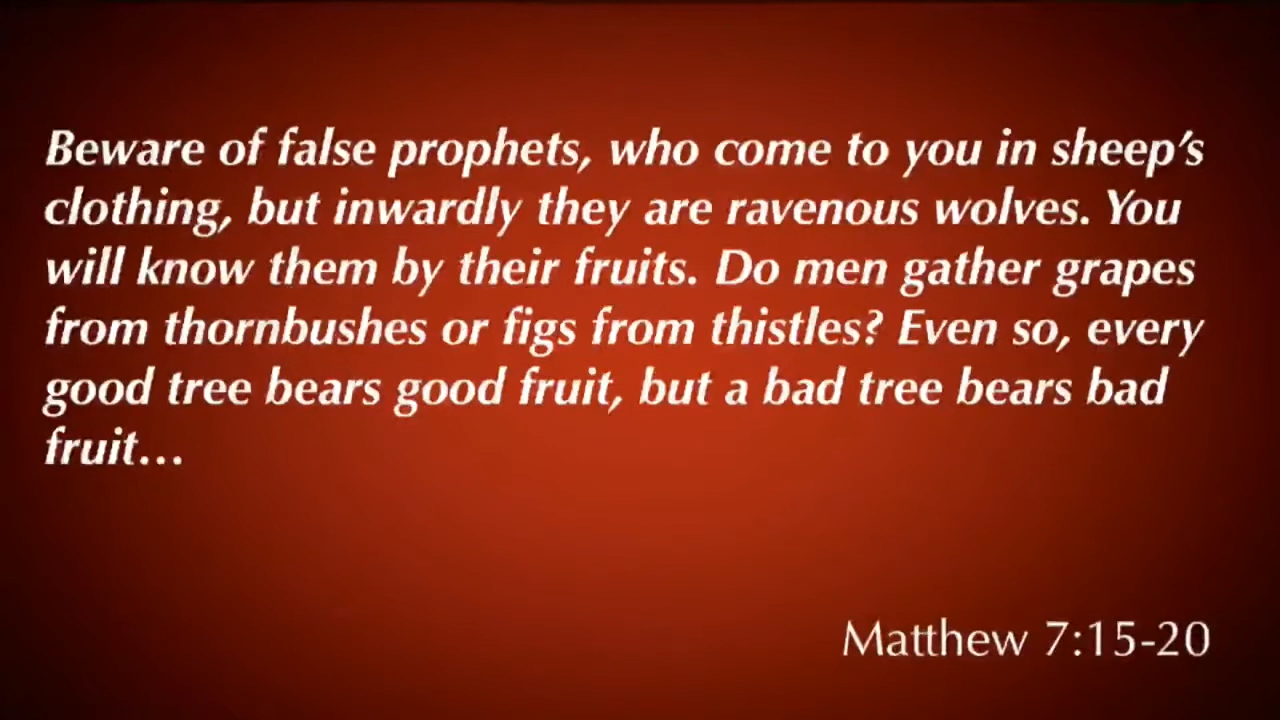 Beware of false prophets, who come to you in sheep’s
clothing, but inwardly they are ravenous wolves. You
will know them by their fruits. Do men gather grapes
from thornbushes or figs from thistles? Even so, every
good tree bears good fruit, but a bad tree bears bad
fruit…
Matthew 7:15-20